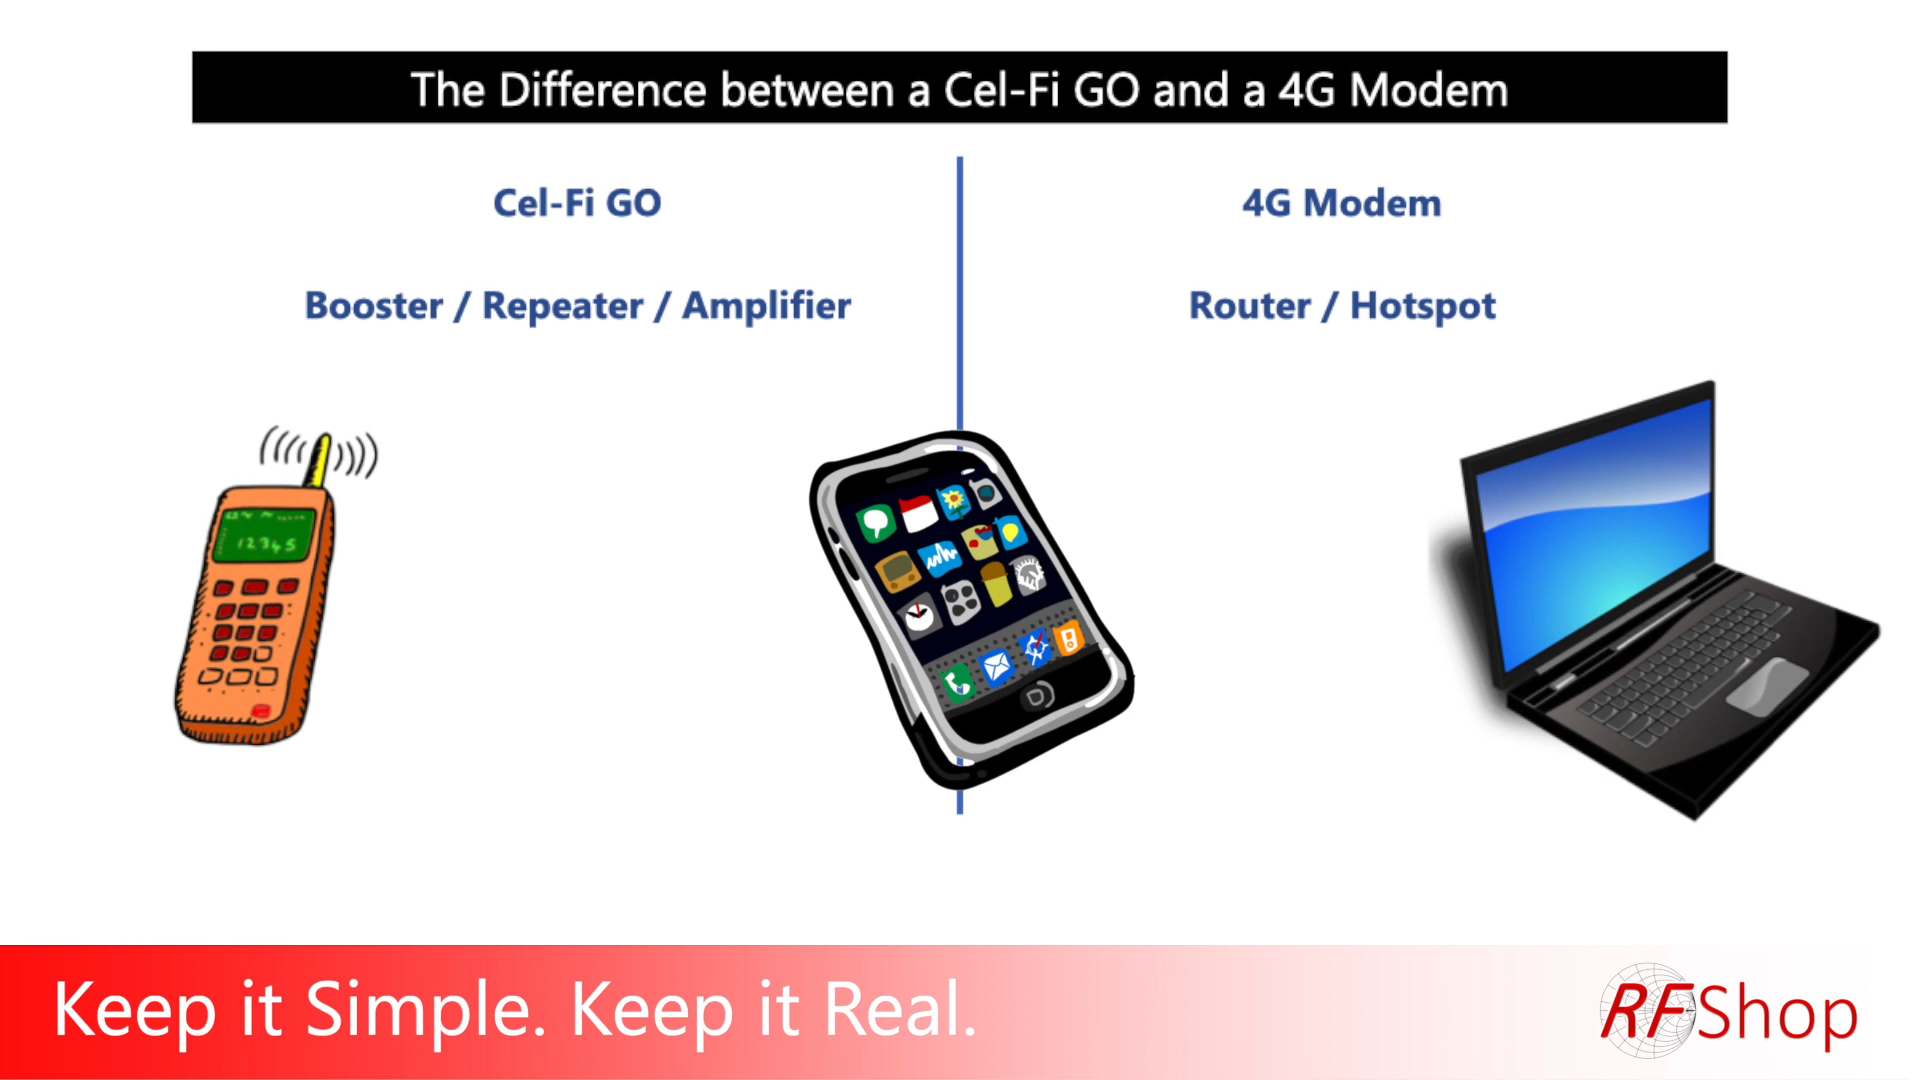 The Difference between a Cel-Fi GO and a 4G Modem
Cel-Fi GO
4G Modem
Booster / Repeater / Amplifier
Router / Hotspot
12345
Keep it Simple. Keep it Real.
RFShop